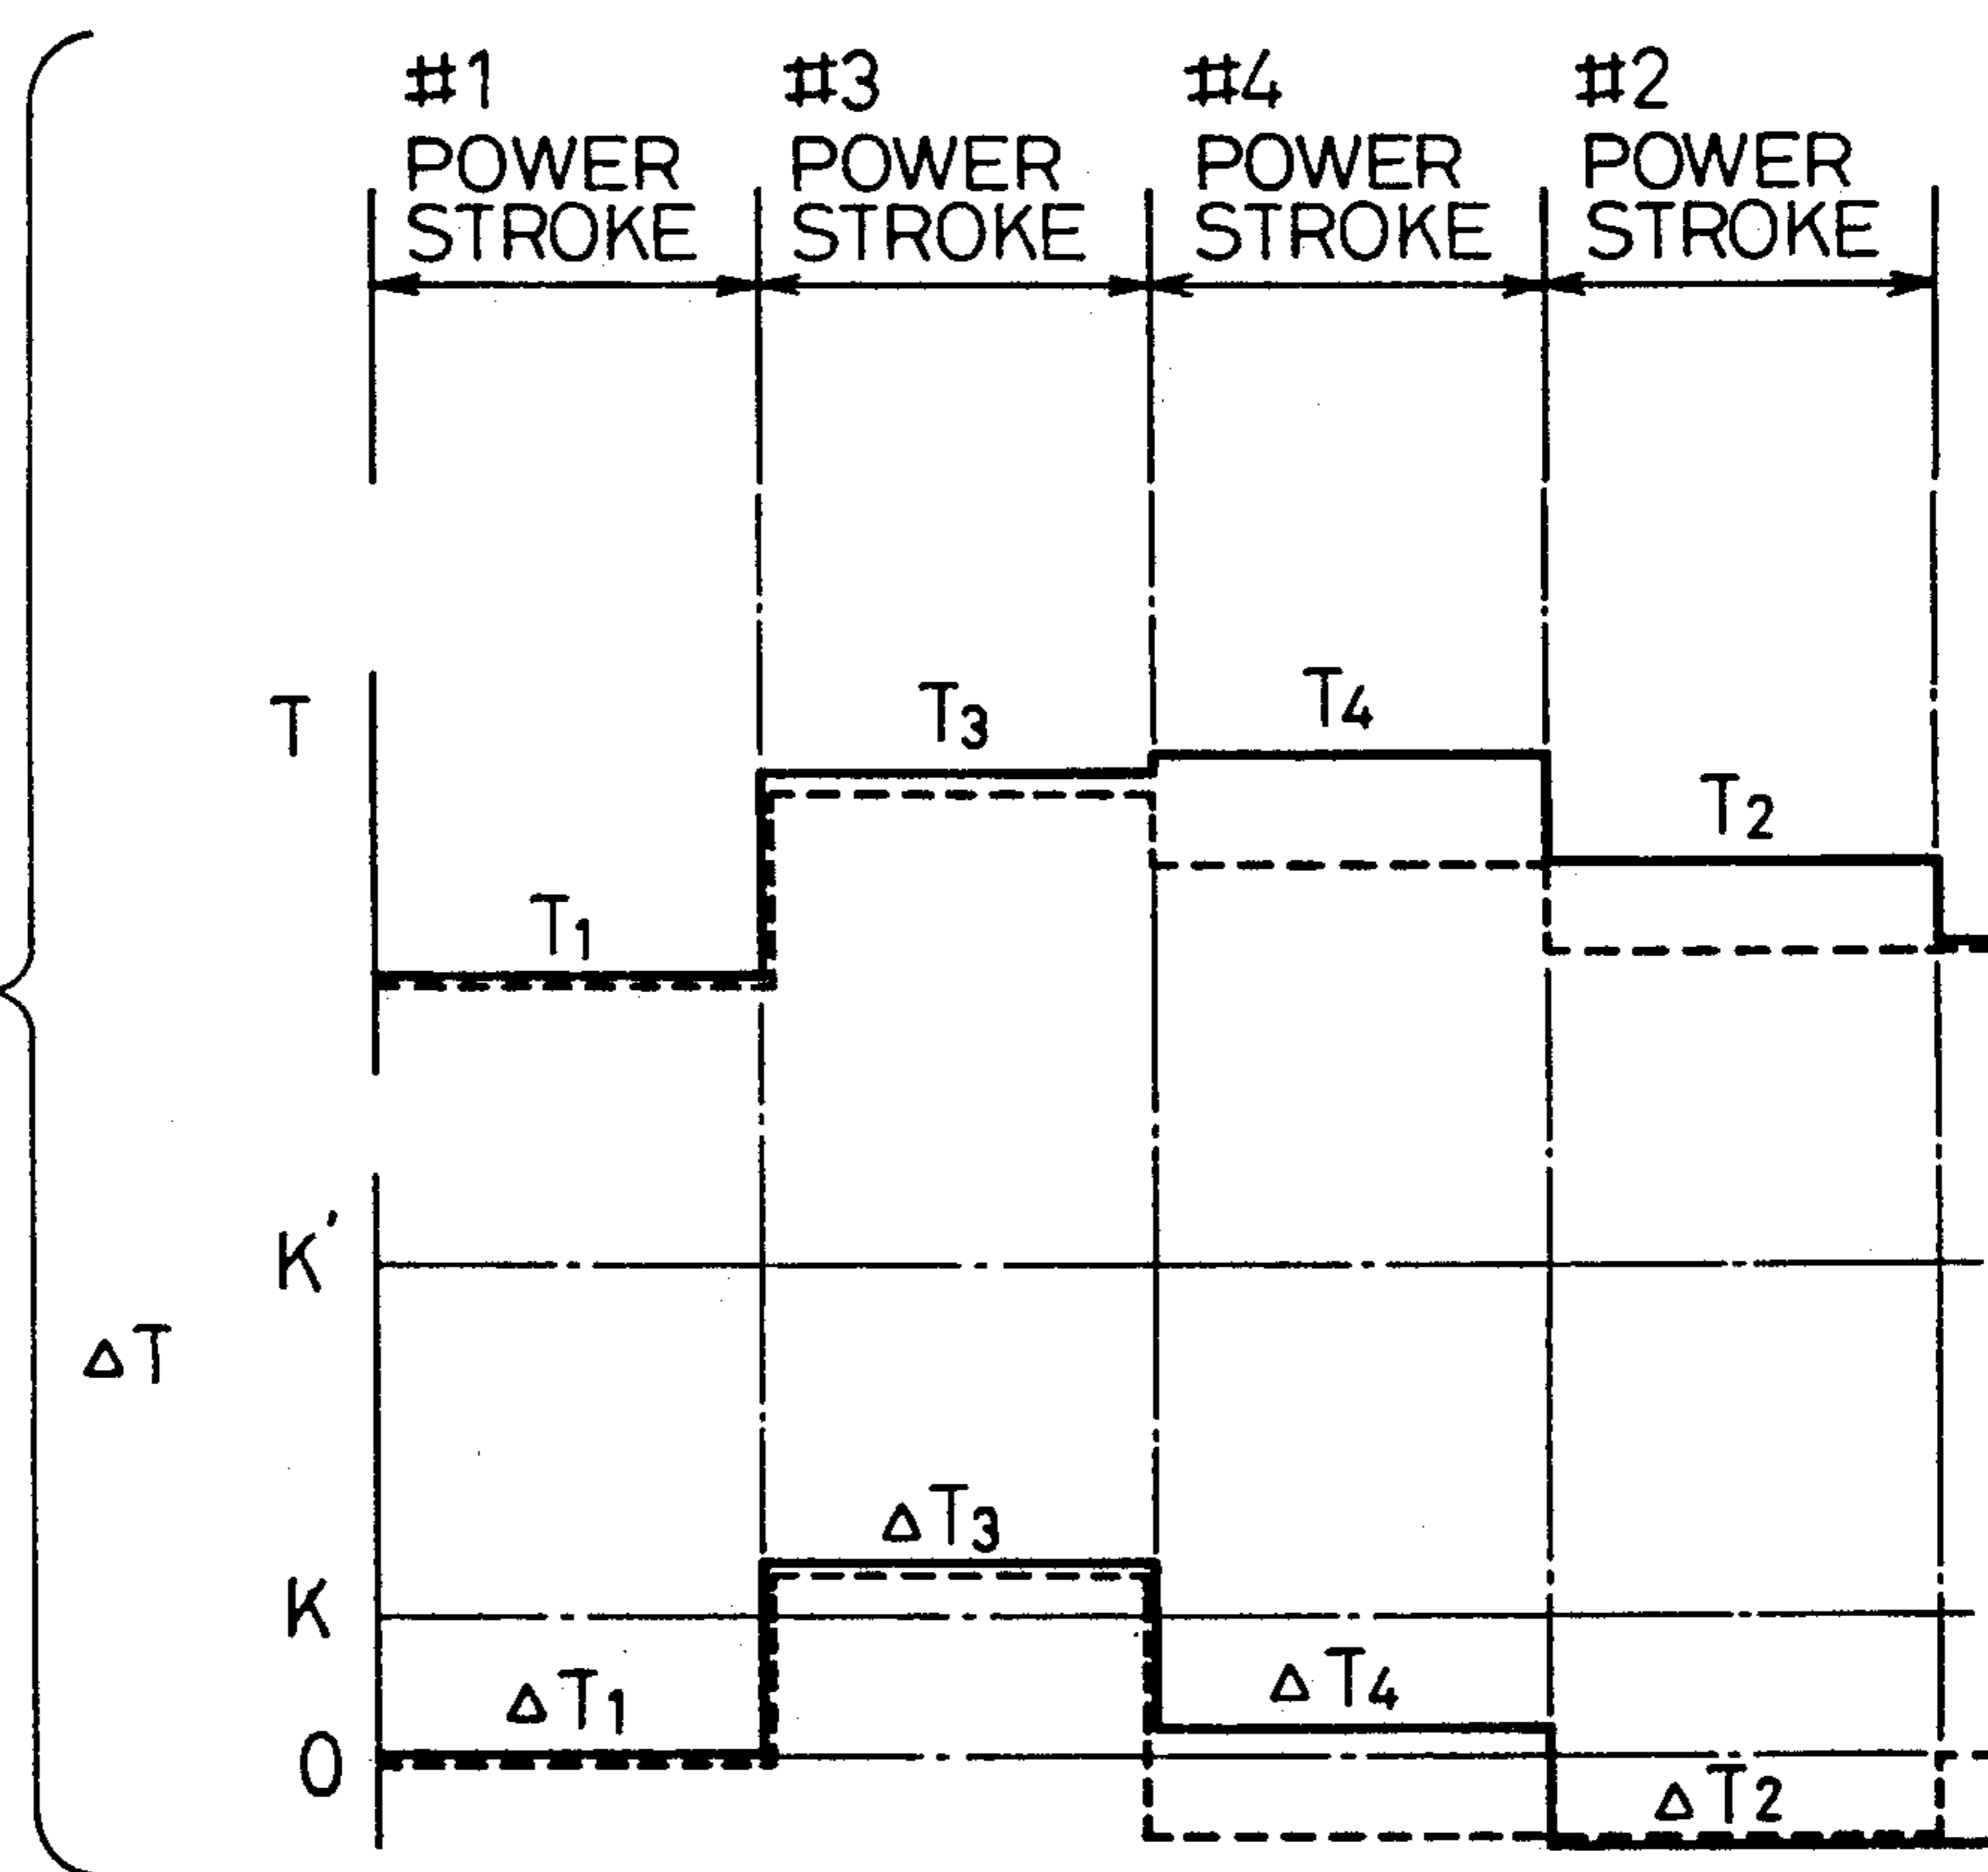 #1 POWER STROKE
#3 POWER STROKE
#4 POWER STROKE
#2 POWER STROKE
T
T1
T3
T4
T2
K'
ΔT
K
ΔT3
ΔT1
ΔT4
O
ΔT2